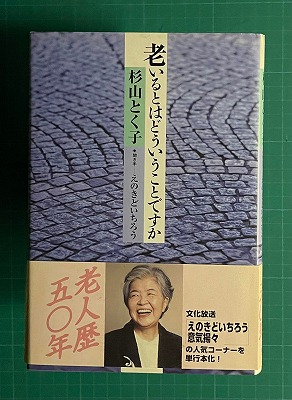 老いるとはどういうことですか
杉山とく子
●聞き手
えのきどいちろう
老人歴
五〇年
文化放送
えのきどいちろう
意気揚々
の人気コーナーを
単行本化!